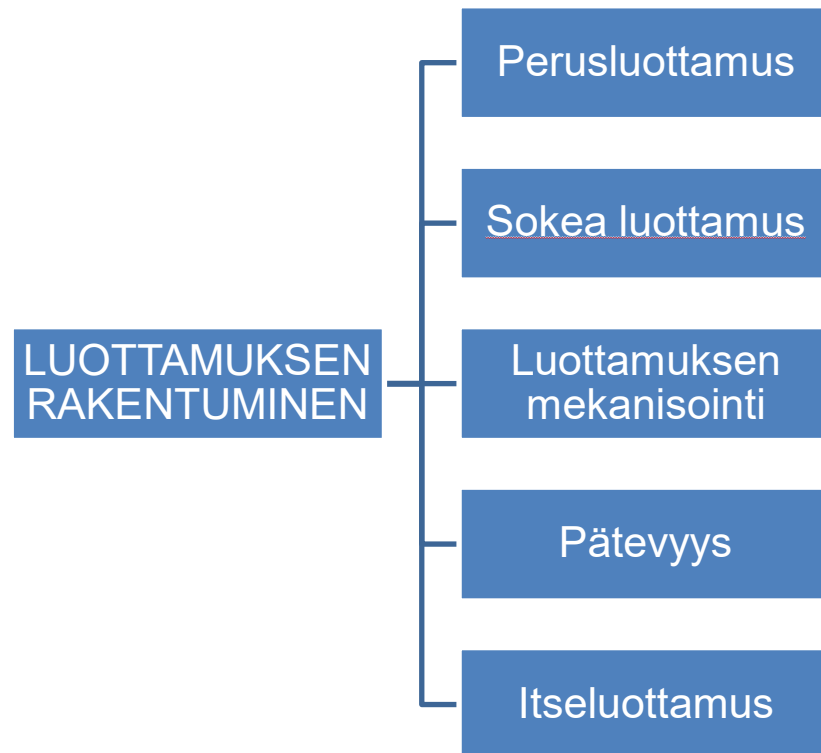 Perusluottamus
Sokea luottamus
LUOTTAMUKSEN
RAKENTUMINEN
Luottamuksen
mekanisointi
Pätevyys
Itseluottamus